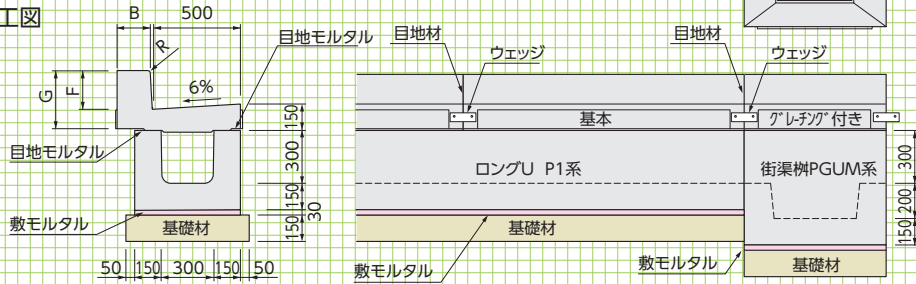 工図
B
500
R
目地モルタル
G
F
6%
150
目地モルタル
300
150
敷モルタル
30
150
基礎材
50
150
300
150
50
目地材
ウェッジ
目地材
ウェッジ
基本
グレーチング付き
ロングU P1系
街渠桝PGUM系
300
200
150
基礎材
敷モルタル
敷モルタル
基礎材